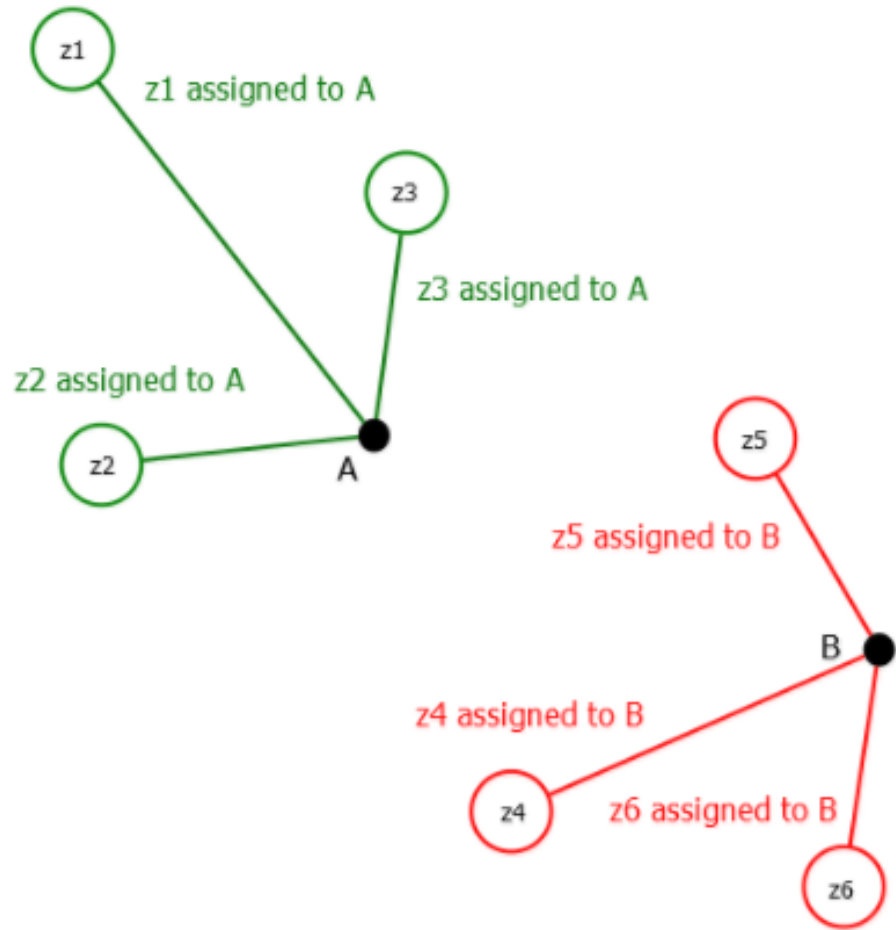 z1
z1 assigned to A
z3
z3 assigned to A
z2 assigned to A
z2
A
z5
z5 assigned to B
B
z4 assigned to B
z4
z6 assigned to B
z6